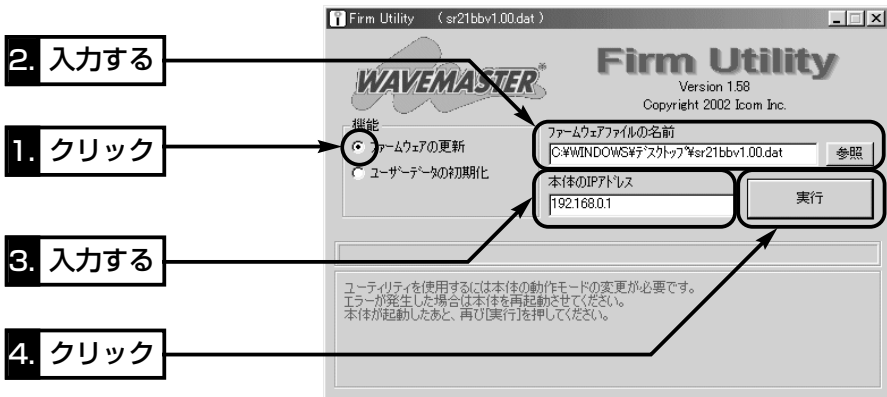 Firm Utility （ sr21bbv1.00.dat ）
2. 入力する
WAVEMASTER®
Firm Utility
Version 1.58
Copyright 2002 Icom Inc.
機能
ファームウェアファイルの名前
1. クリック
ファームウェアの更新
C:¥WINDOWS¥デスクトップ¥sr21bbv1.00.dat
参照
ユーザーデータの初期化
本体のIPアドレス
192.168.0.1
実行
3. 入力する
ユーティリティを使用するには本体の動作モードの変更が必要です。
エラーが発生した場合は本体を再起動させてください。
本体が起動したあと、再び[実行]を押してください。
4. クリック